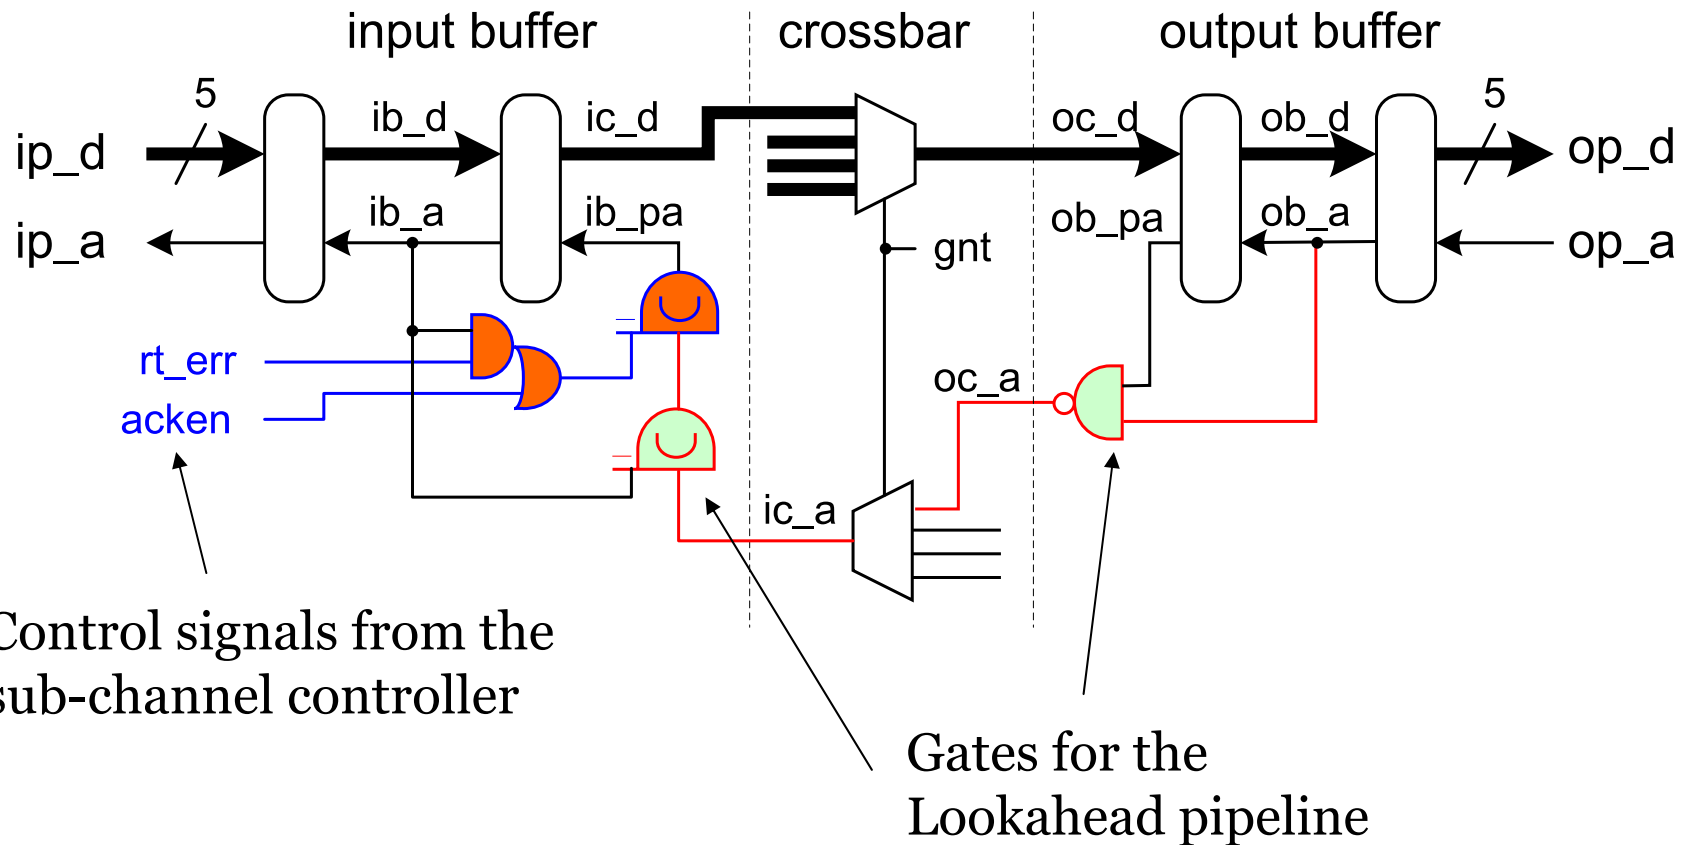 input buffer
crossbar
output buffer
5
ib_d
ic_d
oc_d
ob_d
5
ip_d
op_d
ib_a
ib_pa
ob_pa
ob_a
ip_a
gnt
op_a
rt_err
acken
oc_a
ic_a
Control signals from the
sub-channel controller
Gates for the
Lookahead pipeline